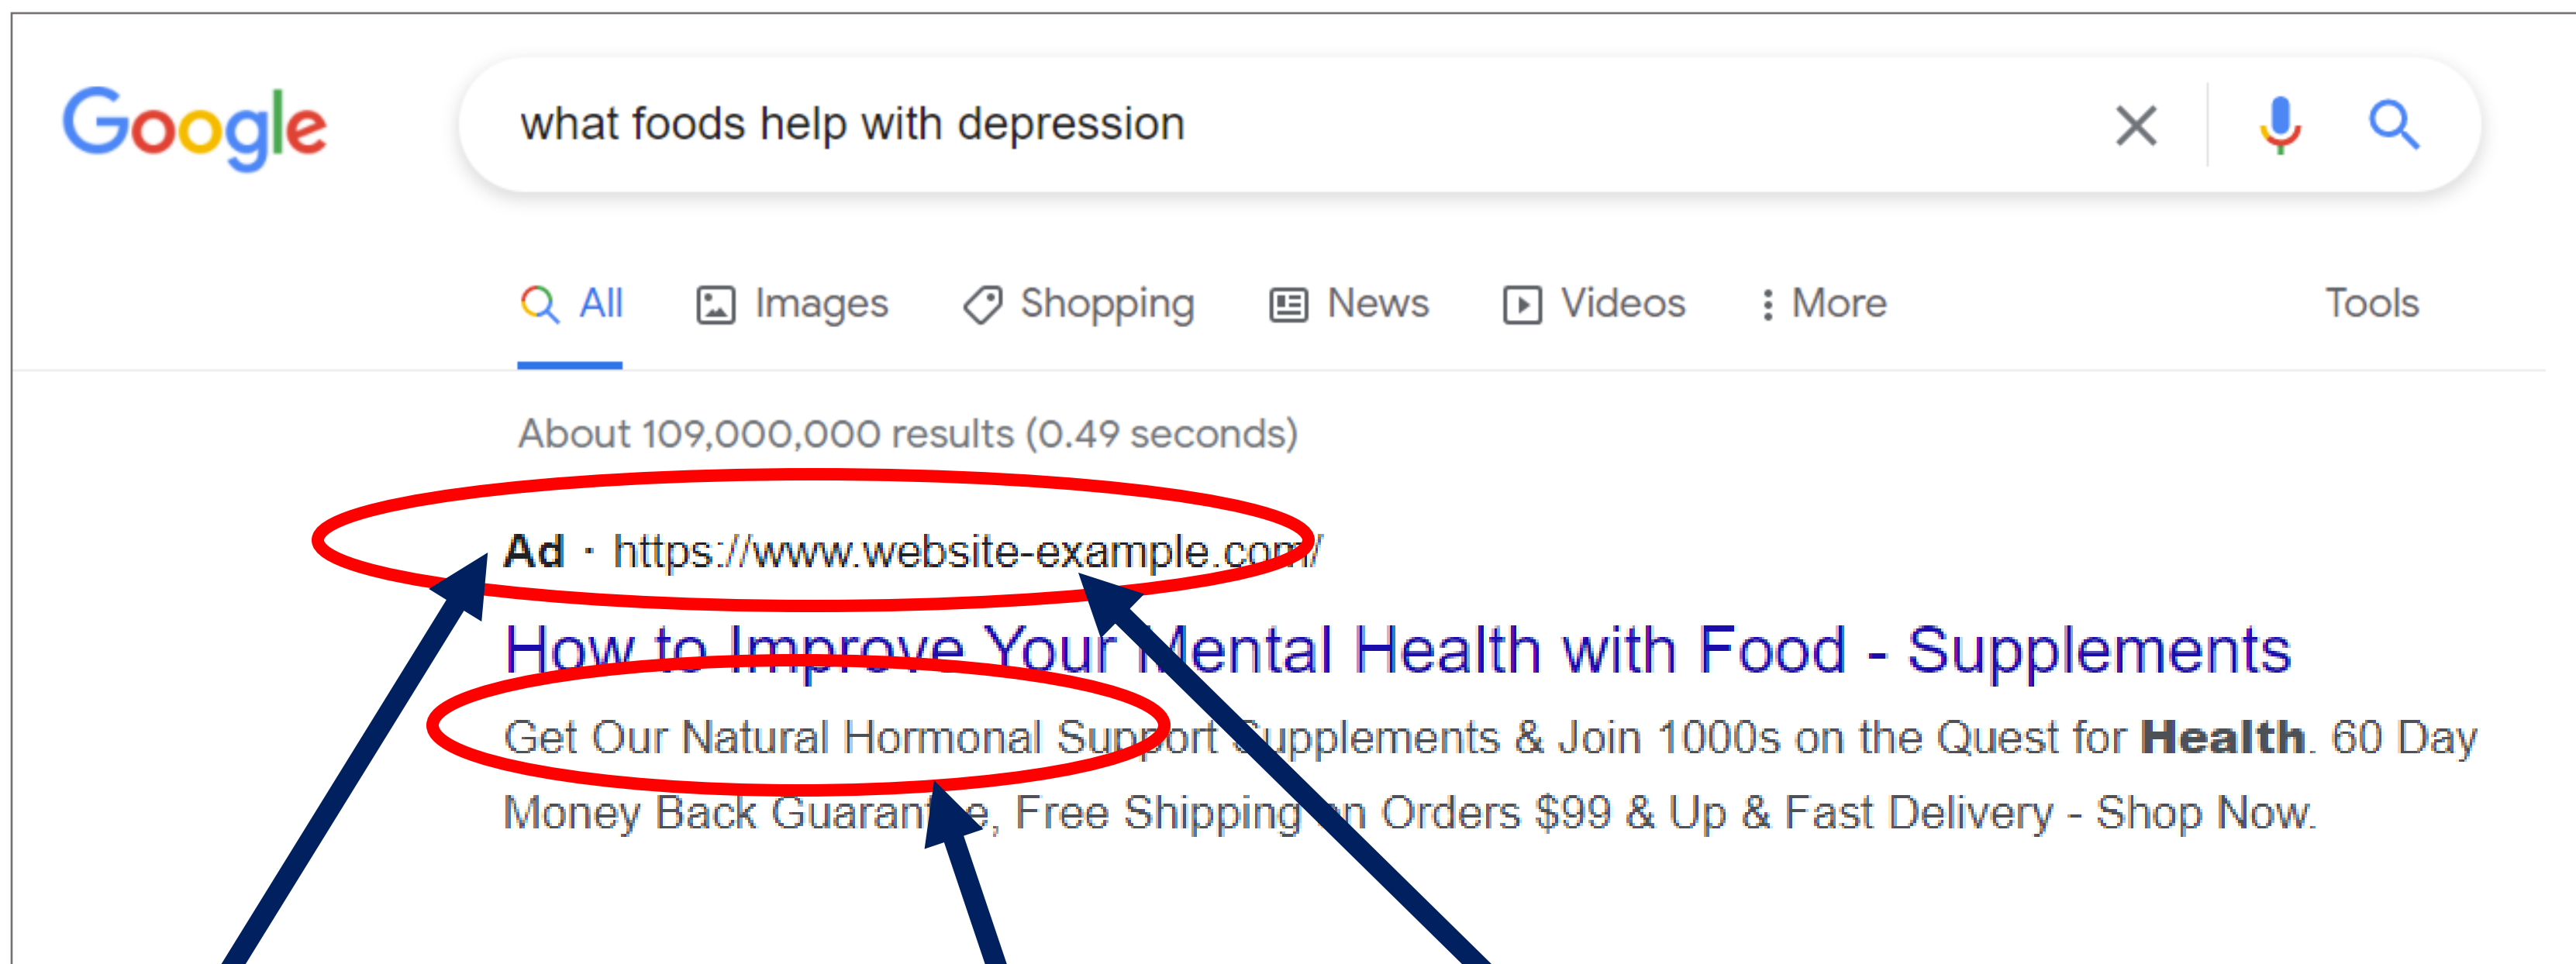 Google
what foods help with depression
All Images Shopping News Videos More Tools
About 109,000,000 results (0.49 seconds)
Ad · https://www.website-example.com/
How to Improve Your Mental Health with Food - Supplements
Get Our Natural Hormonal Support Supplements & Join 1000s on the Quest for Health. 60 Day
Money Back Guarantee, Free Shipping on Orders $99 & Up & Fast Delivery - Shop Now.